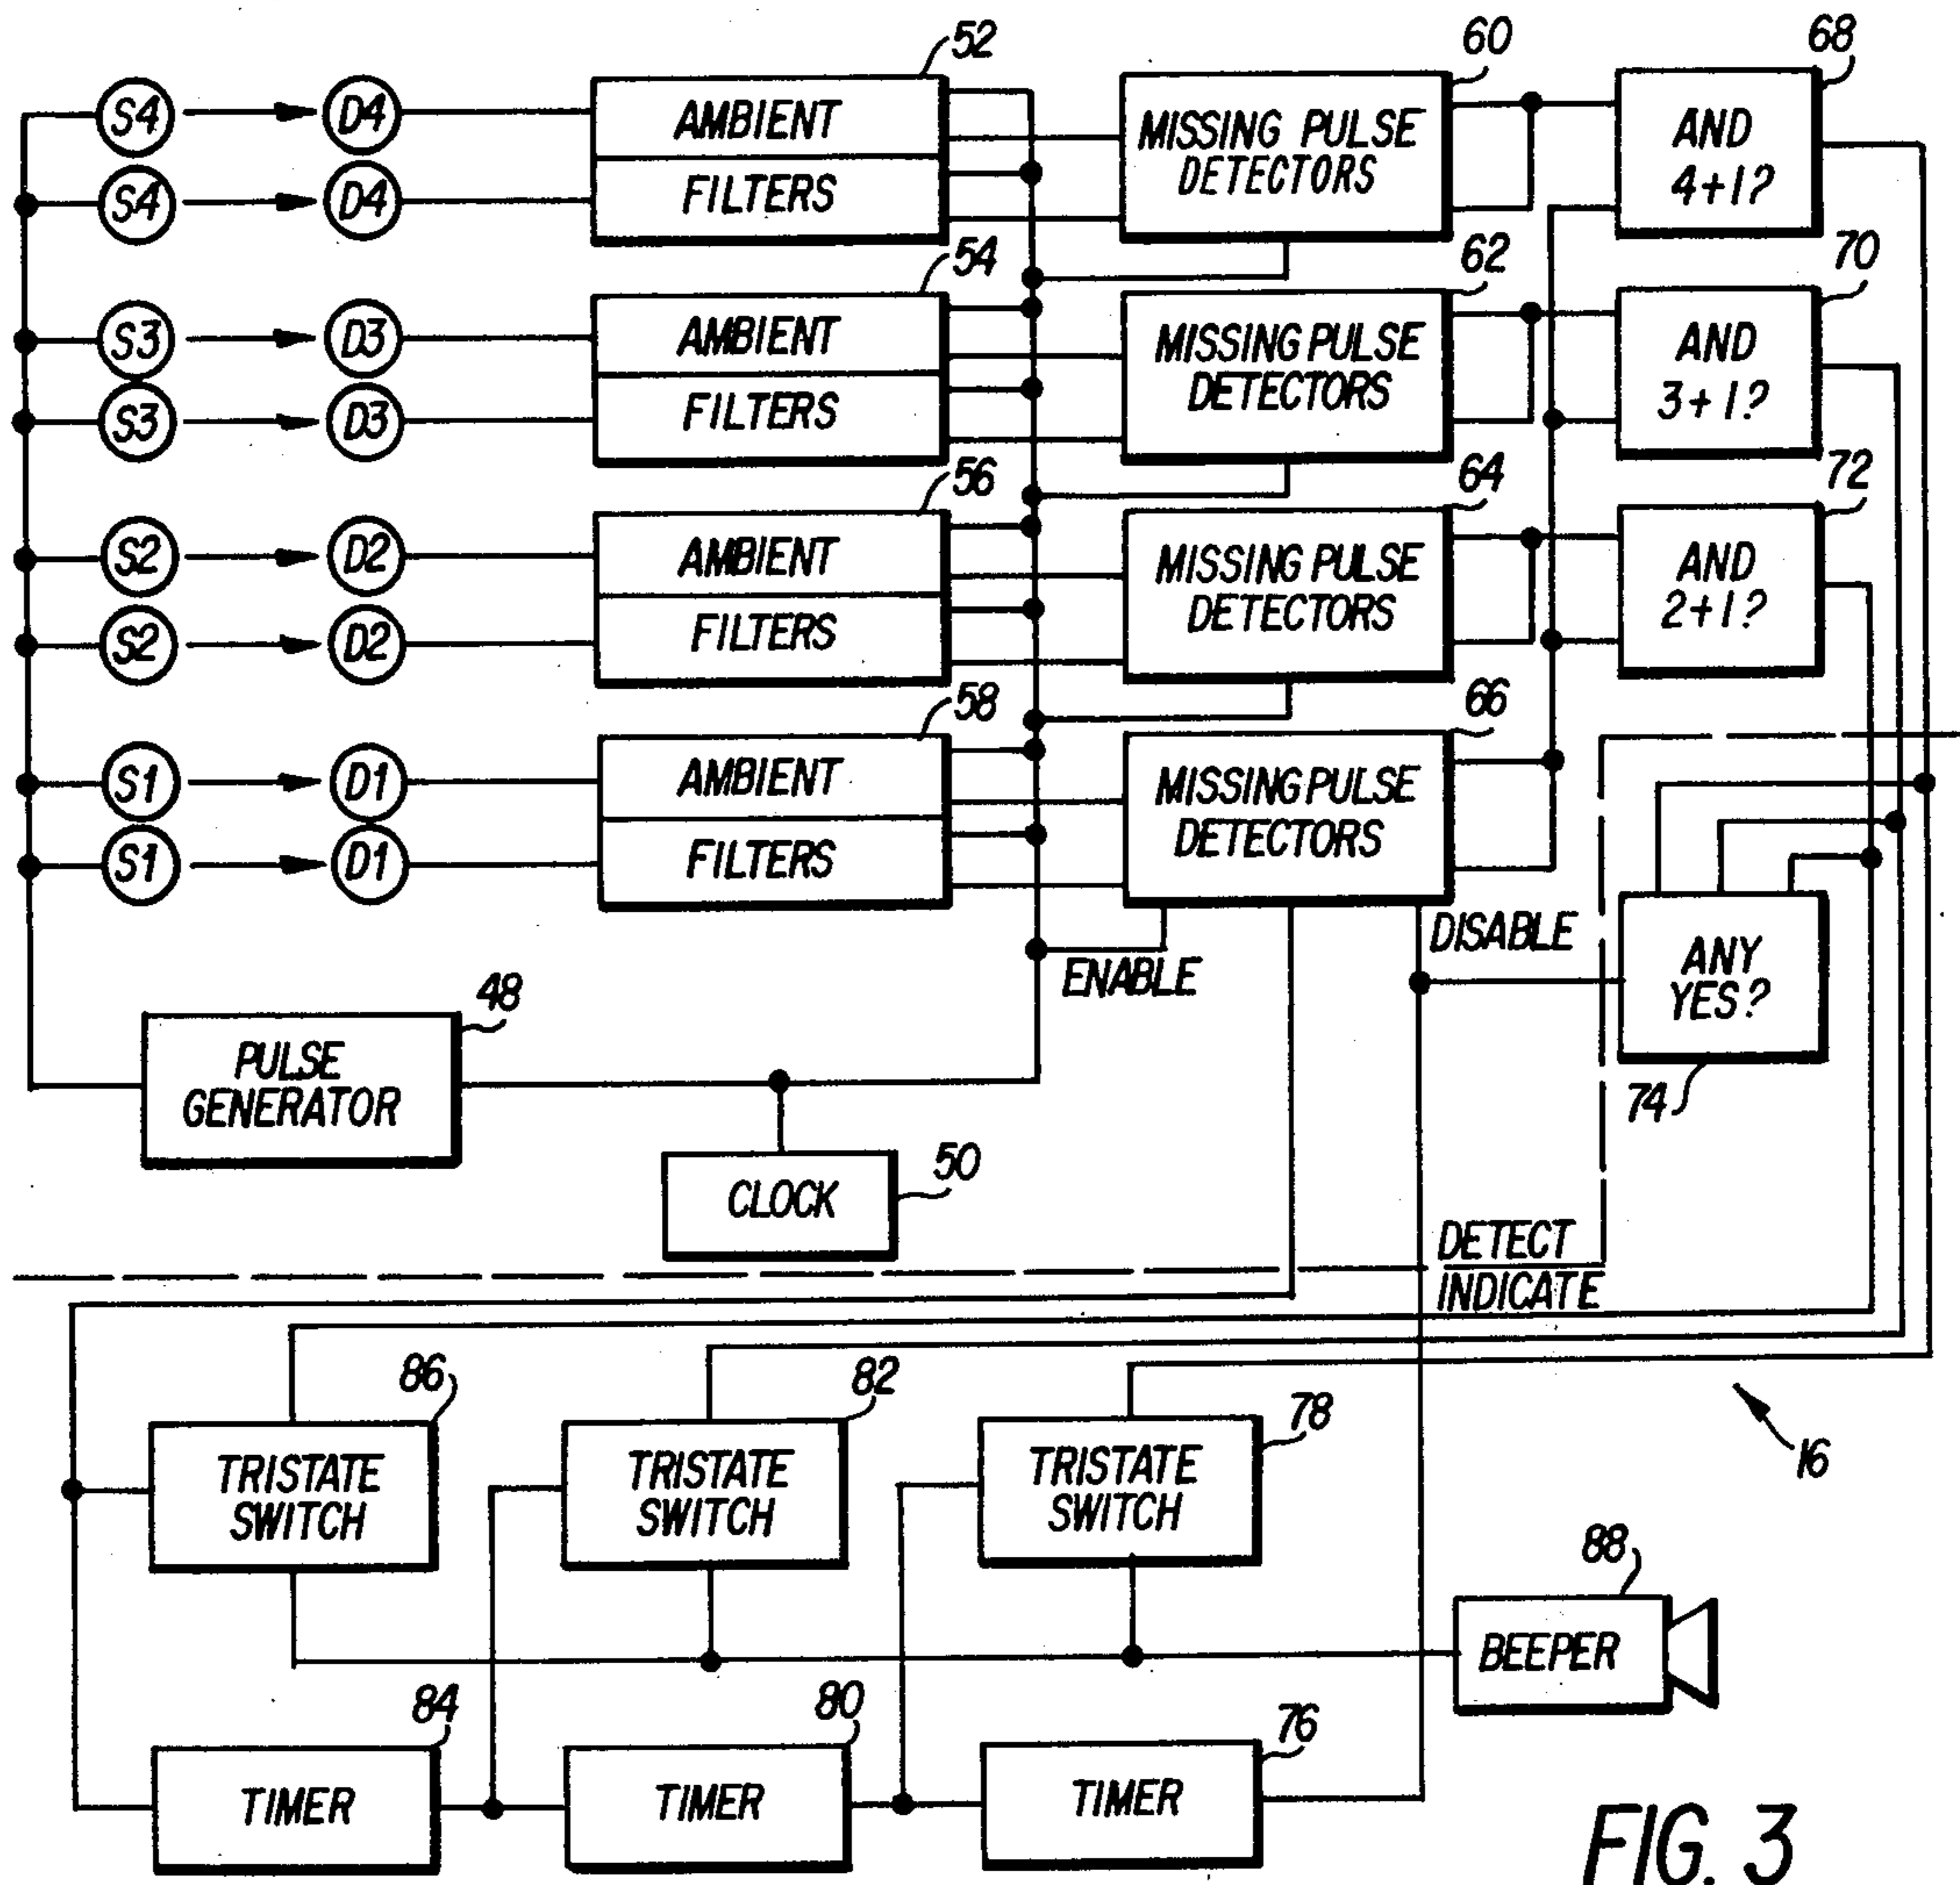 52
60
68
S4 D4
AMBIENT
MISSING PULSE
DETECTORS
AND
4+1?
S4 D4
FILTERS
54
62
70
S3 D3
AMBIENT
MISSING PULSE
DETECTORS
AND
3+1?
S3 D3
FILTERS
56
64
72
S2 D2
AMBIENT
MISSING PULSE
DETECTORS
AND
2+1?
S2 D2
FILTERS
58
66
S1 D1
AMBIENT
MISSING PULSE
DETECTORS
S1 D1
FILTERS
DISABLE
ENABLE
ANY
YES?
74
48
PULSE
GENERATOR
50
CLOCK
DETECT
INDICATE
86
82
78
16
TRISTATE
SWITCH
TRISTATE
SWITCH
TRISTATE
SWITCH
88
BEEPER
84
80
76
TIMER
TIMER
TIMER
FIG. 3